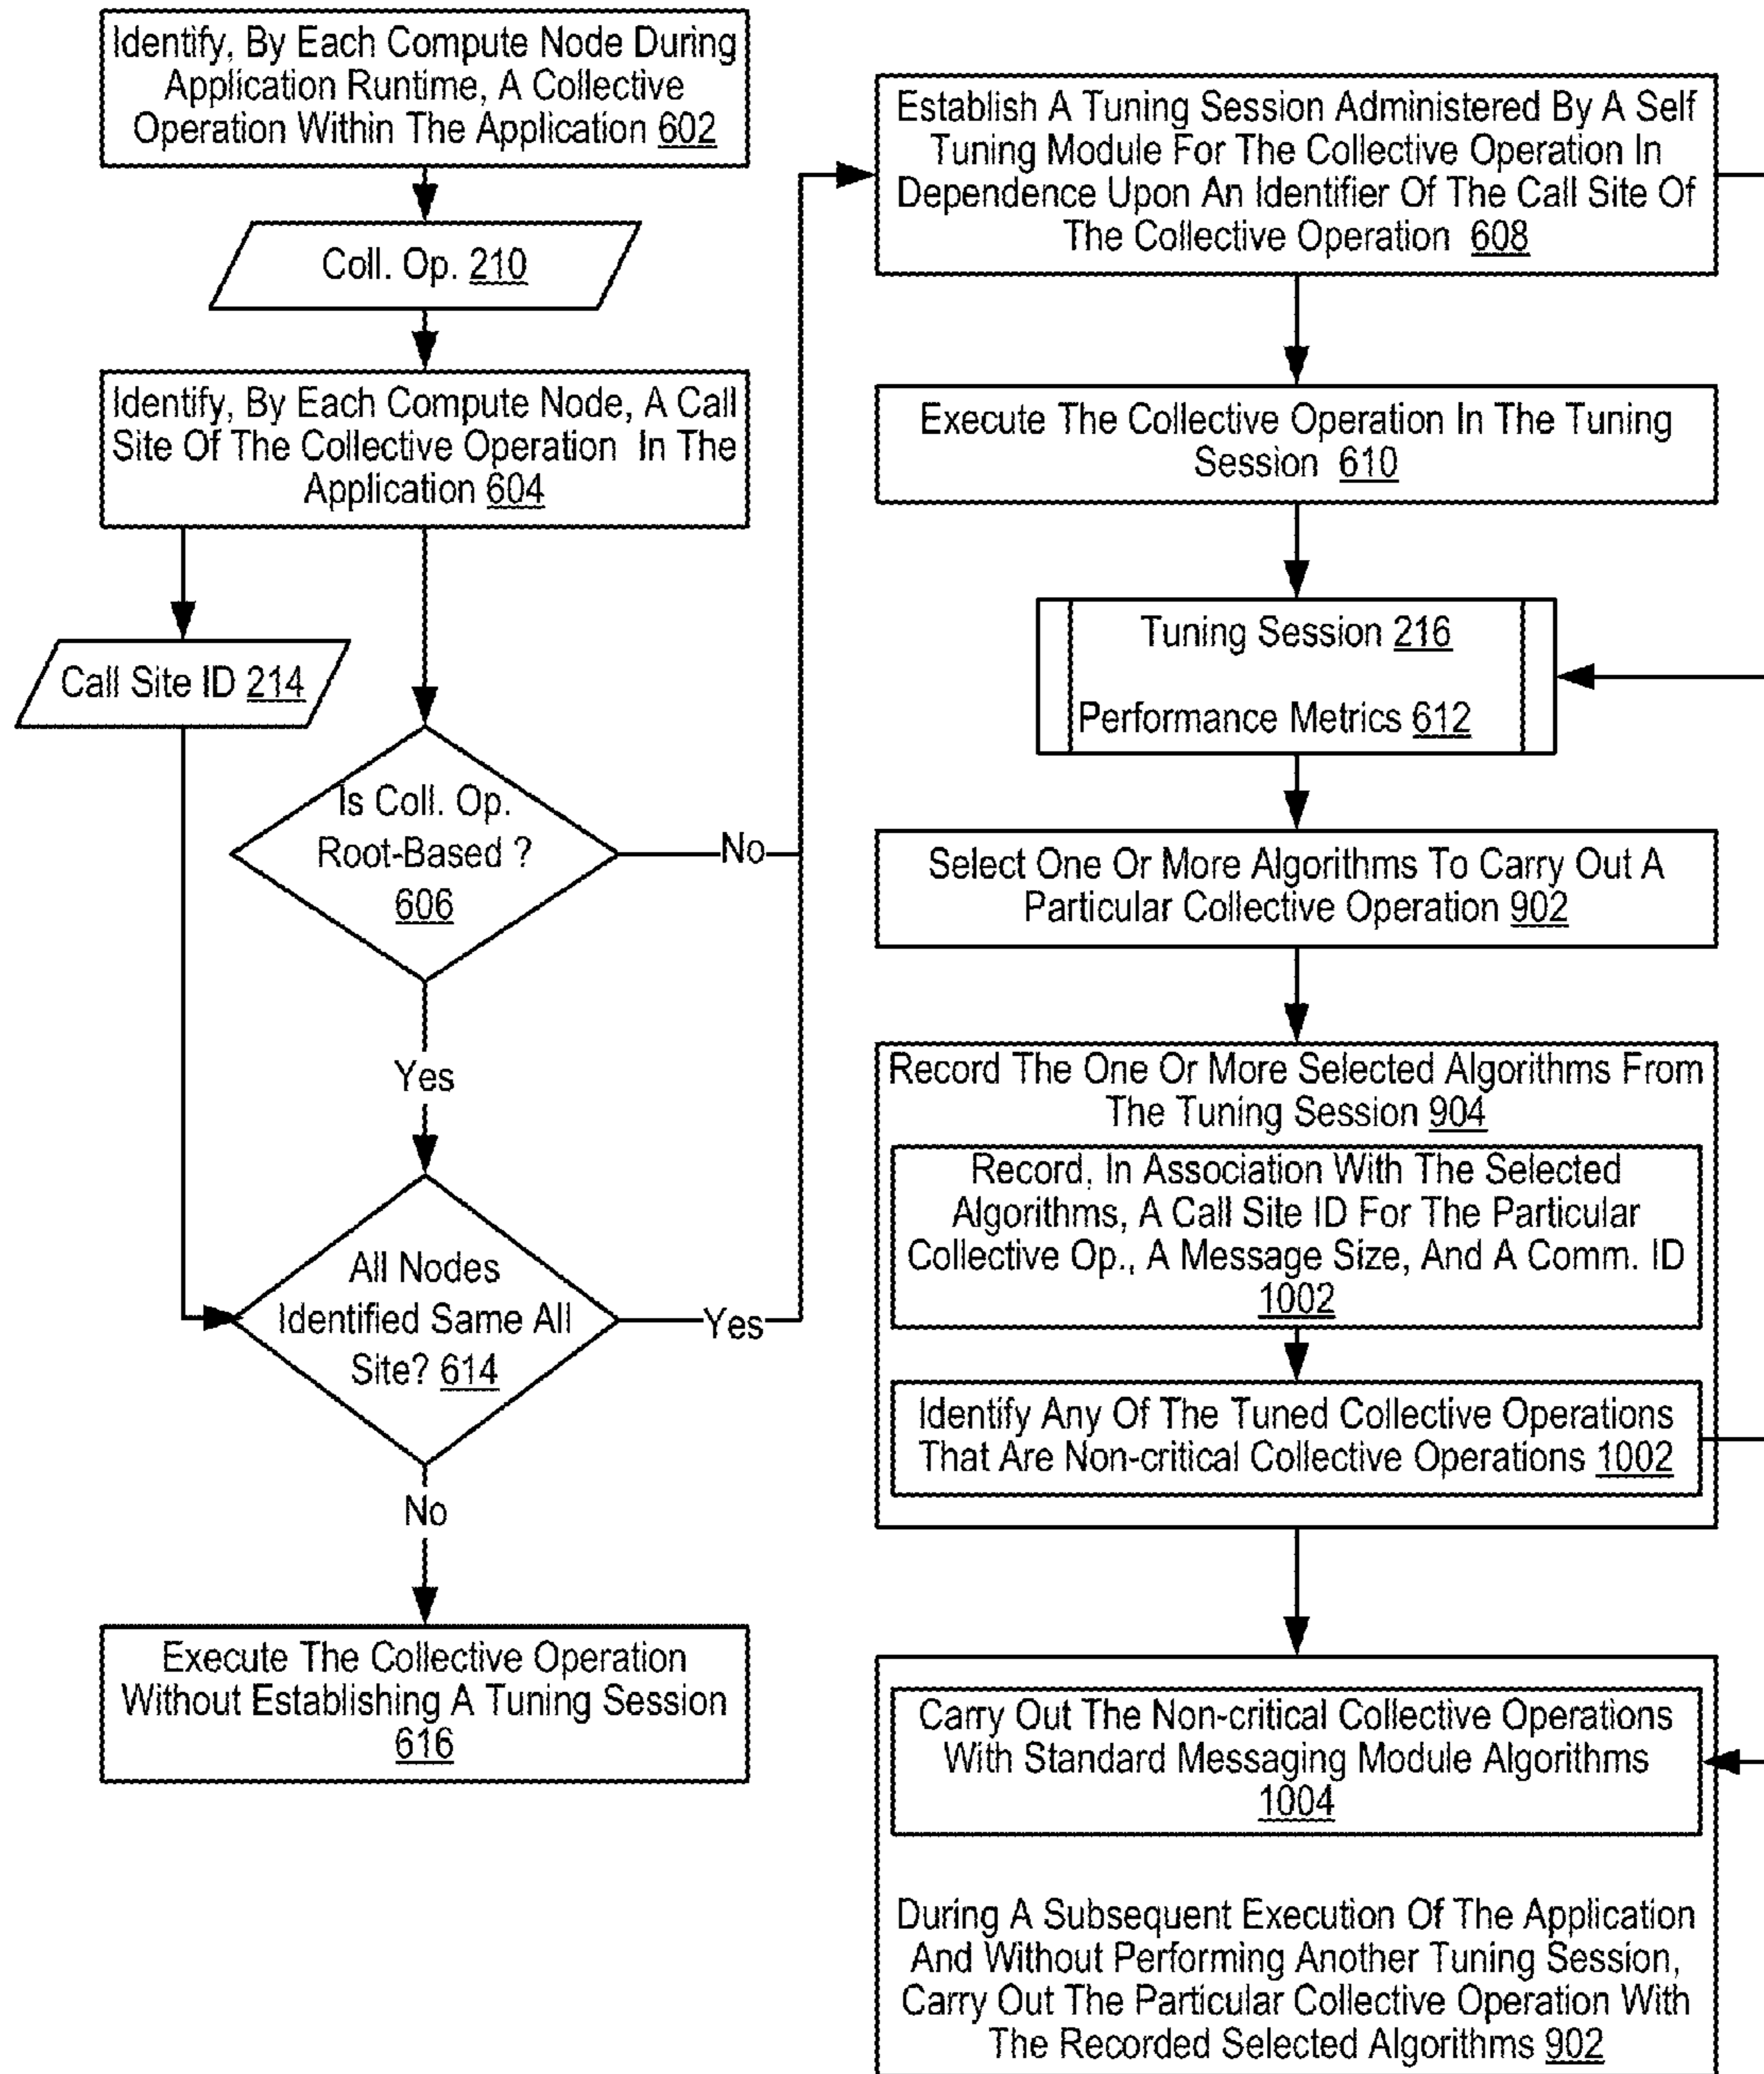 Identify, By Each Compute Node During
Application Runtime, A Collective
Operation Within The Application 602
Coll. Op. 210
Identify, By Each Compute Node, A Call
Site Of The Collective Operation In The
Application 604
Call Site ID 214
Is Coll. Op.
Root-Based ?
606
No
Yes
All Nodes
Identified Same All
Site? 614
Yes
No
Execute The Collective Operation
Without Establishing A Tuning Session
616
Establish A Tuning Session Administered By A Self
Tuning Module For The Collective Operation In
Dependence Upon An Identifier Of The Call Site Of
The Collective Operation 608
Execute The Collective Operation In The Tuning
Session 610
Tuning Session 216
Performance Metrics 612
Select One Or More Algorithms To Carry Out A
Particular Collective Operation 902
Record The One Or More Selected Algorithms From
The Tuning Session 904
Record, In Association With The Selected
Algorithms, A Call Site ID For The Particular
Collective Op., A Message Size, And A Comm. ID
1002
Identify Any Of The Tuned Collective Operations
That Are Non-critical Collective Operations 1002
Carry Out The Non-critical Collective Operations
With Standard Messaging Module Algorithms
1004
During A Subsequent Execution Of The Application
And Without Performing Another Tuning Session,
Carry Out The Particular Collective Operation With
The Recorded Selected Algorithms 902